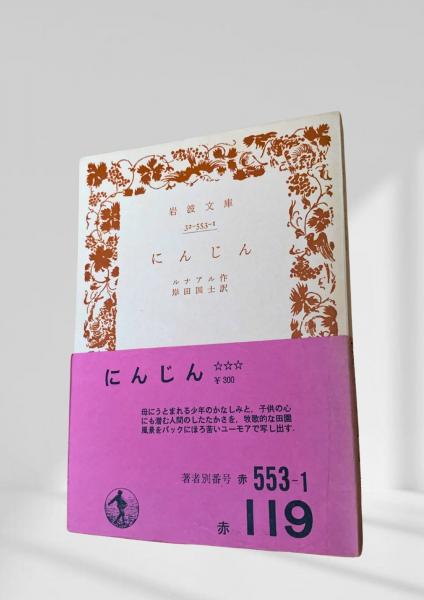 岩波文庫
32-553-1
にんじん
ルナアル作
岸田国士訳
にんじん ☆☆☆
￥300
母にうとまれる少年のかなしみと，子供の心
にも潜む人間のしたたかさを，牧歌的な田園
風景をバックにほろ苦いユーモアで写し出す．
著者別番号 赤 553-1
赤 119